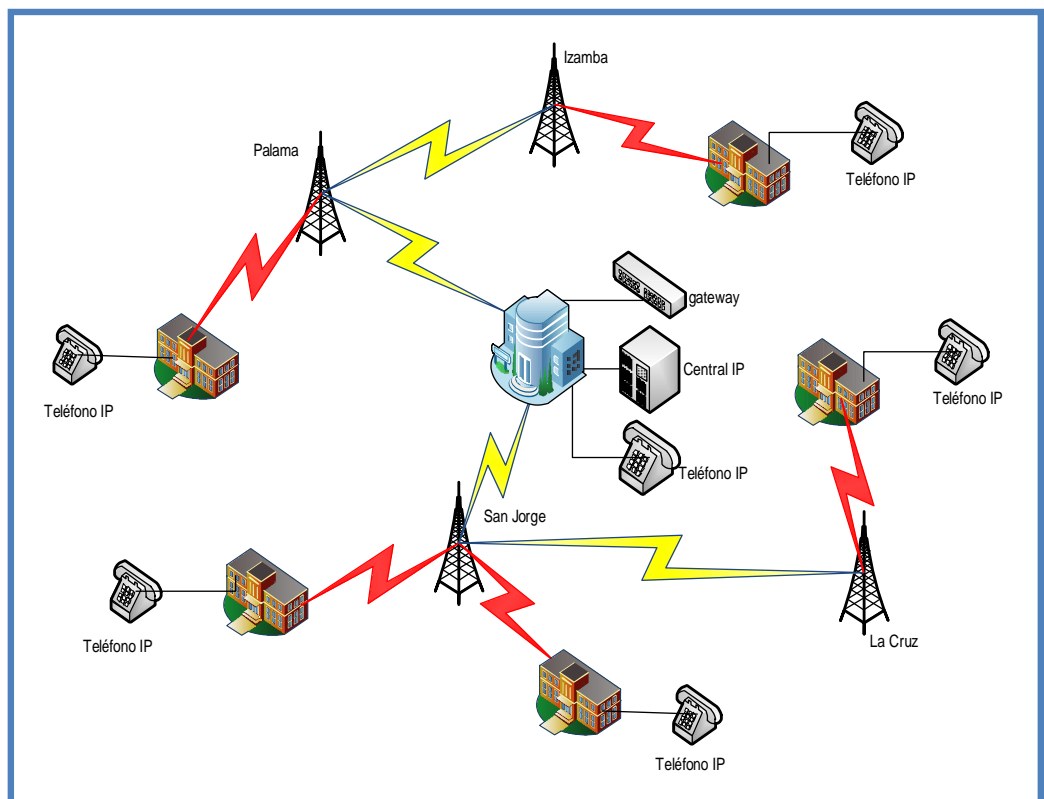 Izamba
Palama
Teléfono IP
gateway
Central IP
Teléfono IP
Teléfono IP
Teléfono IP
San Jorge
Teléfono IP
La Cruz
Teléfono IP